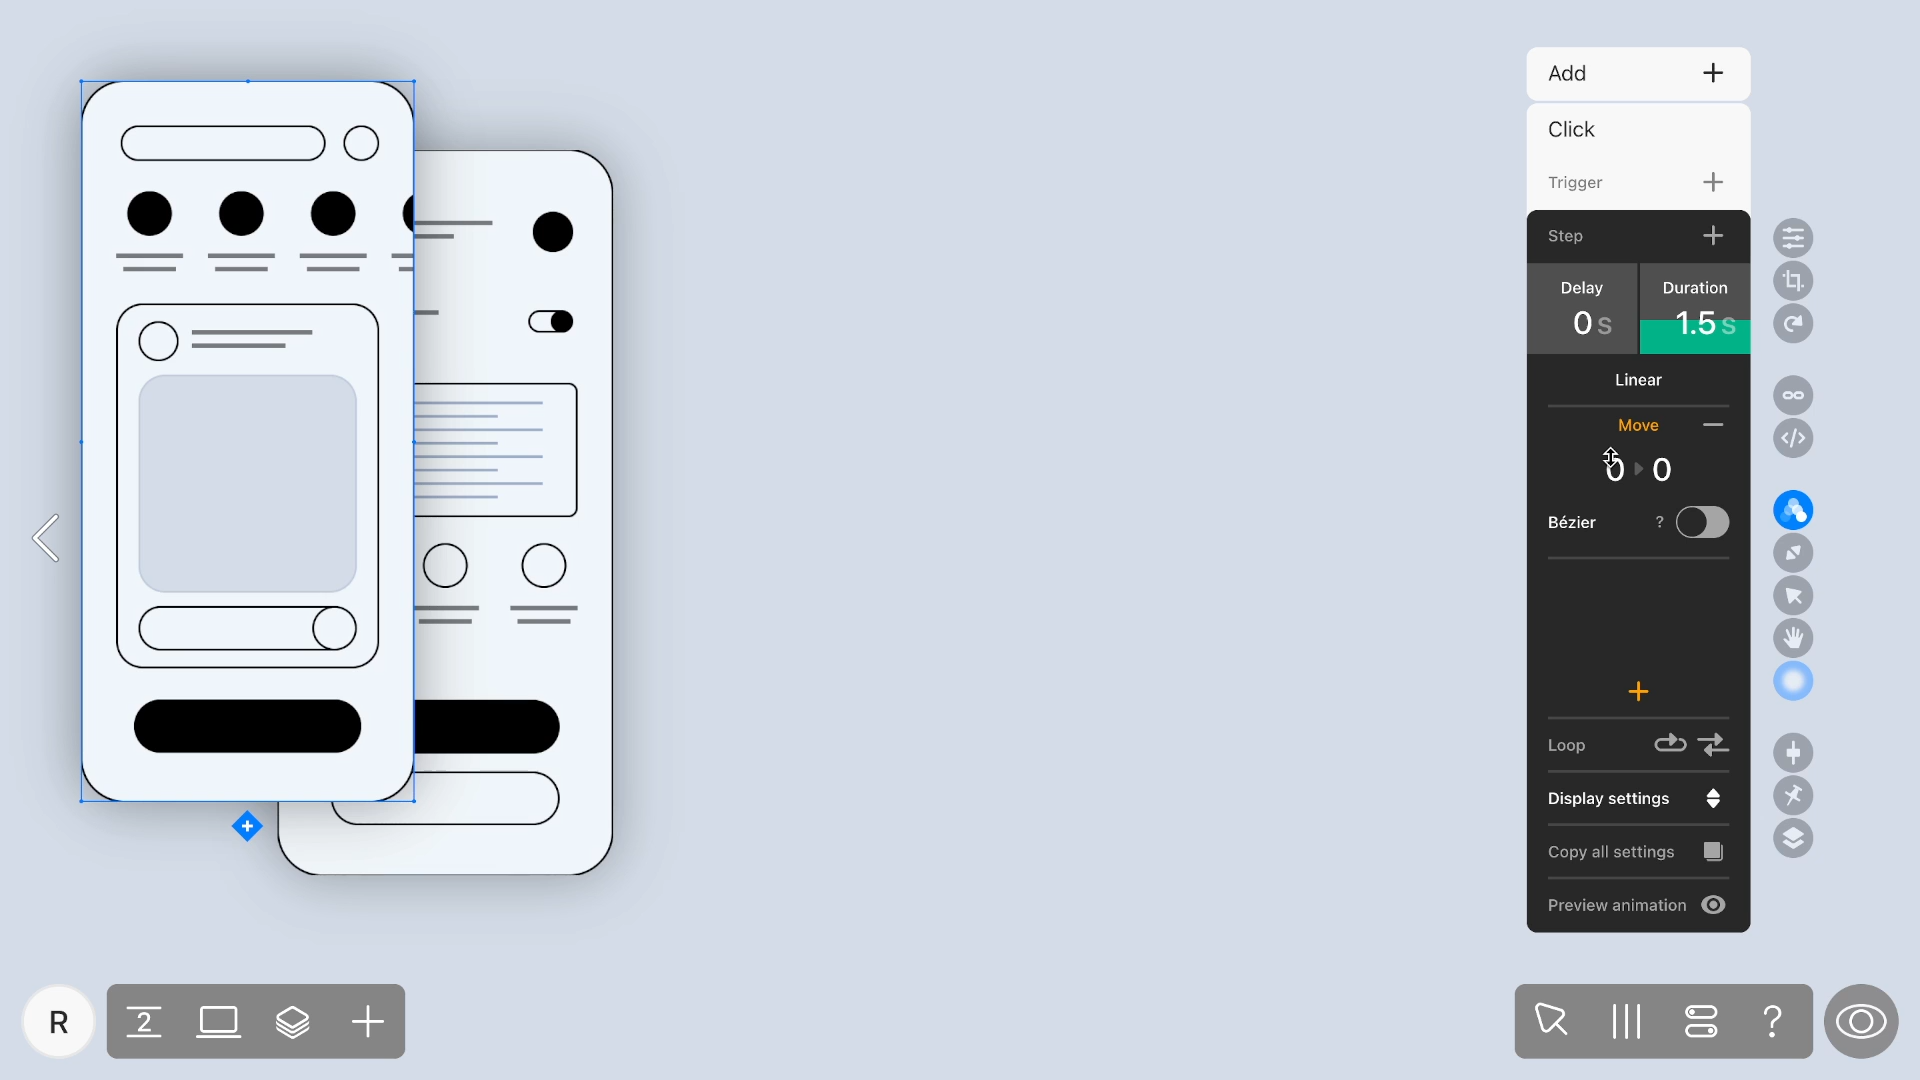 Add
Click
Trigger
Step
Delay Duration
0 s 1.5 s
Linear
Move
0 0
Bézier ?
Loop
Display settings
Copy all settings
Preview animation
R 2 ?